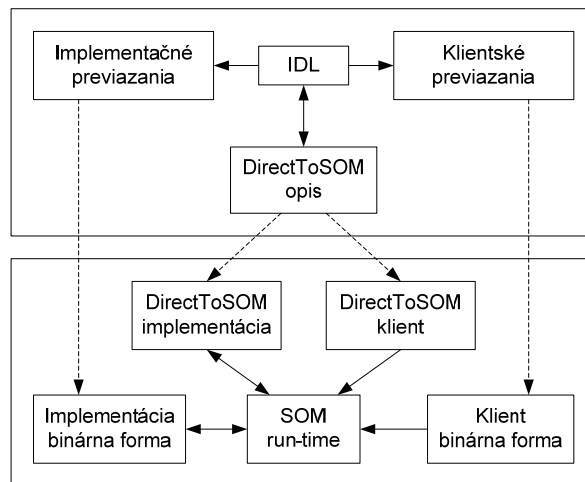 Implementačné
previazania
IDL
Klientské
previazania
DirectToSOM
opis
DirectToSOM
implementácia
DirectToSOM
klient
Implementácia
binárna forma
SOM
run-time
Klient
binárna forma